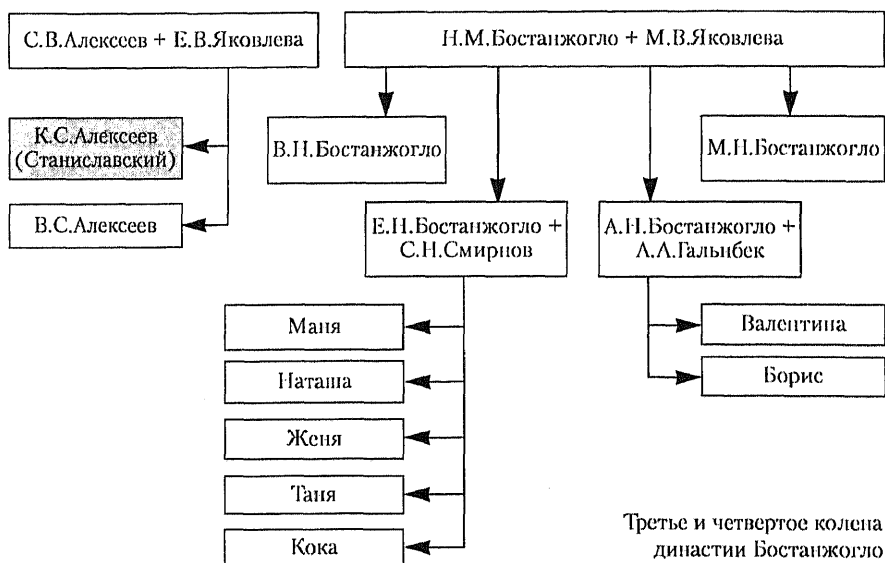 С.В.Алексеев + Е.В.Яковлева
Н.М.Бостанжогло + М.В.Яковлева
К.С.Алексеев
(Станиславский)
В.Н.Бостанжогло
М.Н.Бостанжогло
В.С.Алексеев
Е.Н.Бостанжогло +
С.Н.Смирнов
А.Н.Бостанжогло +
А.А.Гальнбек
Маня
Валентина
Наташа
Борис
Женя
Таня
Кока
Третье и четвертое колена
династии Бостанжогло